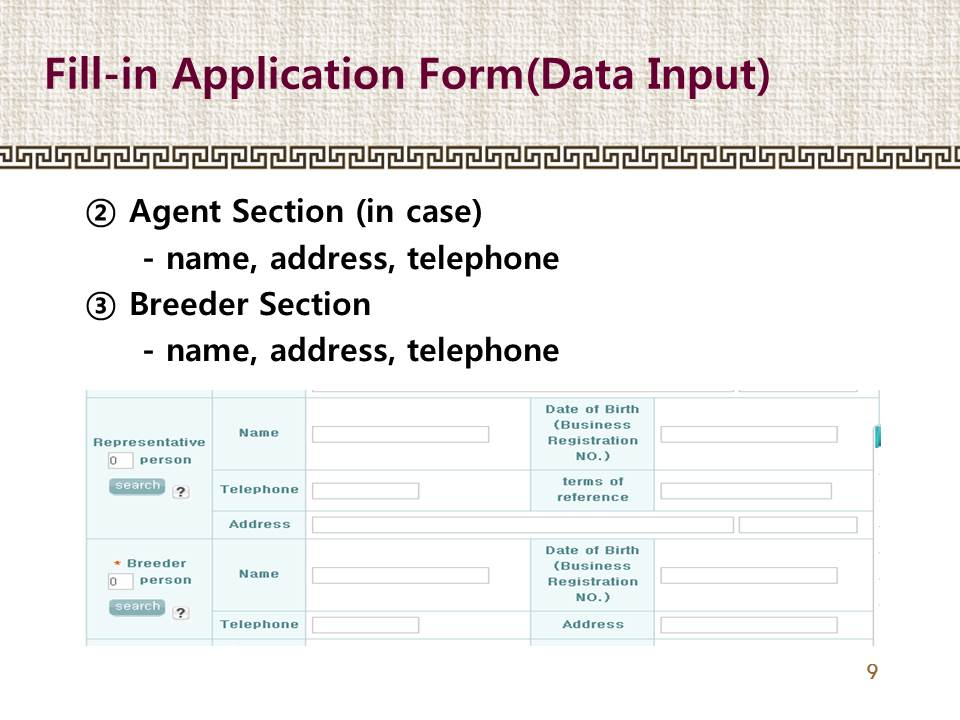 Fill-in Application Form(Data Input)
② Agent Section (in case)
- name, address, telephone
③ Breeder Section
- name, address, telephone
Representative
0 person
search ?
Name
Date of Birth
(Business
Registration
NO.)
Telephone
terms of
reference
Address
* Breeder
0 person
search ?
Name
Date of Birth
(Business
Registration
NO.)
Telephone
Address
9